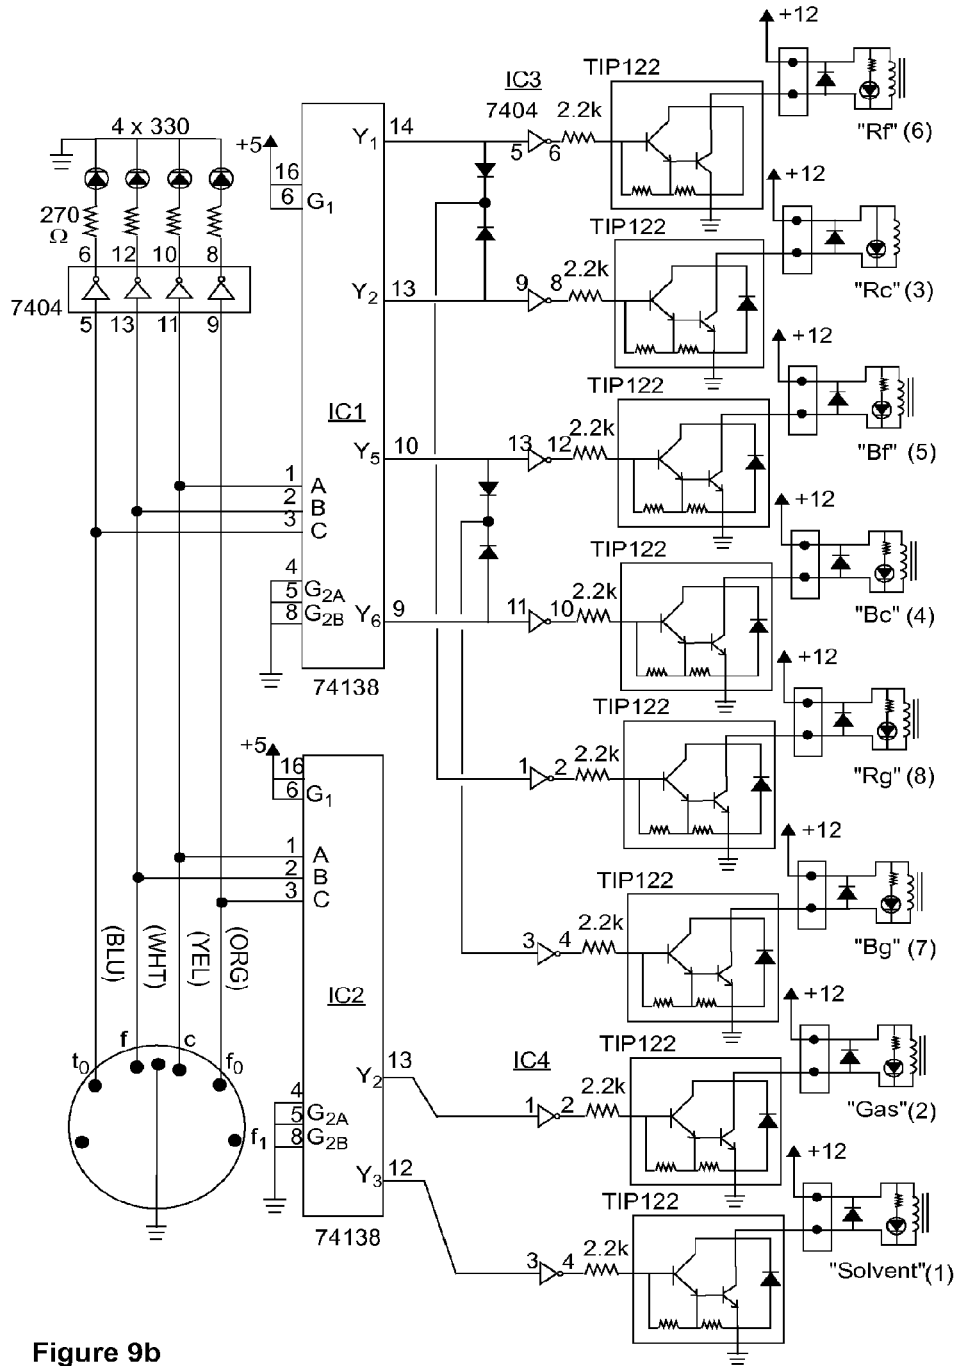 +12
TIP122
IC3
7404
2.2k
"Rf" (6)
4 x 330
+5
16
6
G1
Y1
14
5
6
+12
270
Ω
6
12
10
8
7404
5
13
11
9
TIP122
2.2k
Y2
13
9
8
"Rc" (3)
+12
TIP122
IC1
Y5
10
13
12
2.2k
"Bf" (5)
1
A
2
B
3
C
+12
TIP122
4
5
G2A
8
G2B
Y6
9
11
10
2.2k
"Bc" (4)
74138
+12
TIP122
+5
16
6
G1
1
2
2.2k
"Rg" (8)
1
A
2
B
3
C
+12
TIP122
(BLU)
(WHT)
(YEL)
(ORG)
3
4
2.2k
"Bg" (7)
IC2
+12
t0
f
c
f0
f1
Y2
13
IC4
TIP122
1
2
2.2k
"Gas" (2)
4
5
G2A
8
G2B
Y3
12
+12
TIP122
74138
3
4
2.2k
"Solvent" (1)
Figure 9b